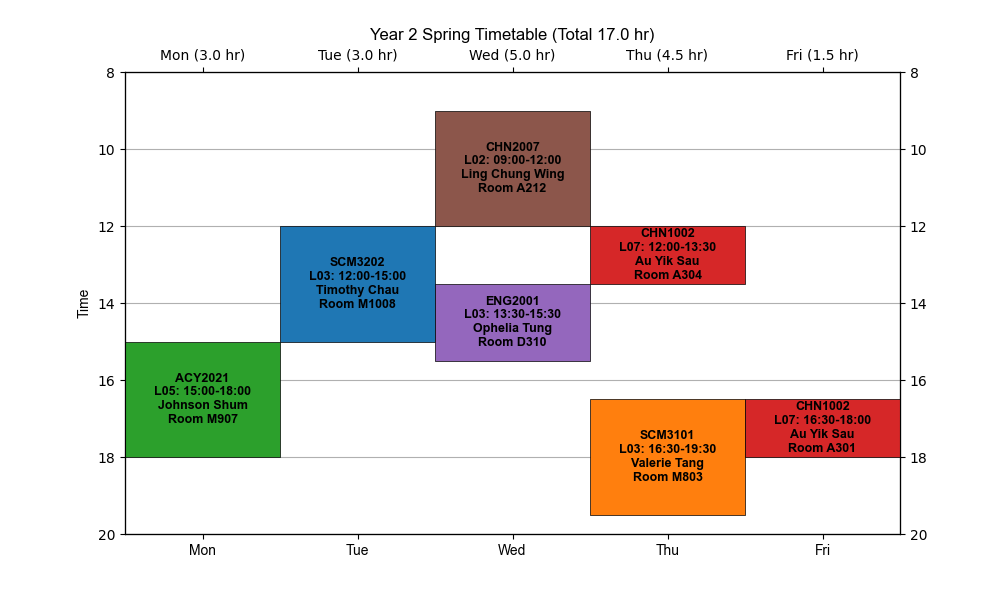 Year 2 Spring Timetable (Total 17.0 hr)
Mon (3.0 hr) Tue (3.0 hr) Wed (5.0 hr) Thu (4.5 hr) Fri (1.5 hr)
8 8
CHN2007
L02: 09:00-12:00
Ling Chung Wing
Room A212
10 10
12 12
SCM3202
L03: 12:00-15:00
Timothy Chau
Room M1008
CHN1002
L07: 12:00-13:30
Au Yik Sau
Room A304
ENG2001
L03: 13:30-15:30
Ophelia Tung
Room D310
Time
14 14
ACY2021
L05: 15:00-18:00
Johnson Shum
Room M907
16 16
SCM3101
L03: 16:30-19:30
Valerie Tang
Room M803
CHN1002
L07: 16:30-18:00
Au Yik Sau
Room A301
18 18
20 20
Mon Tue Wed Thu Fri